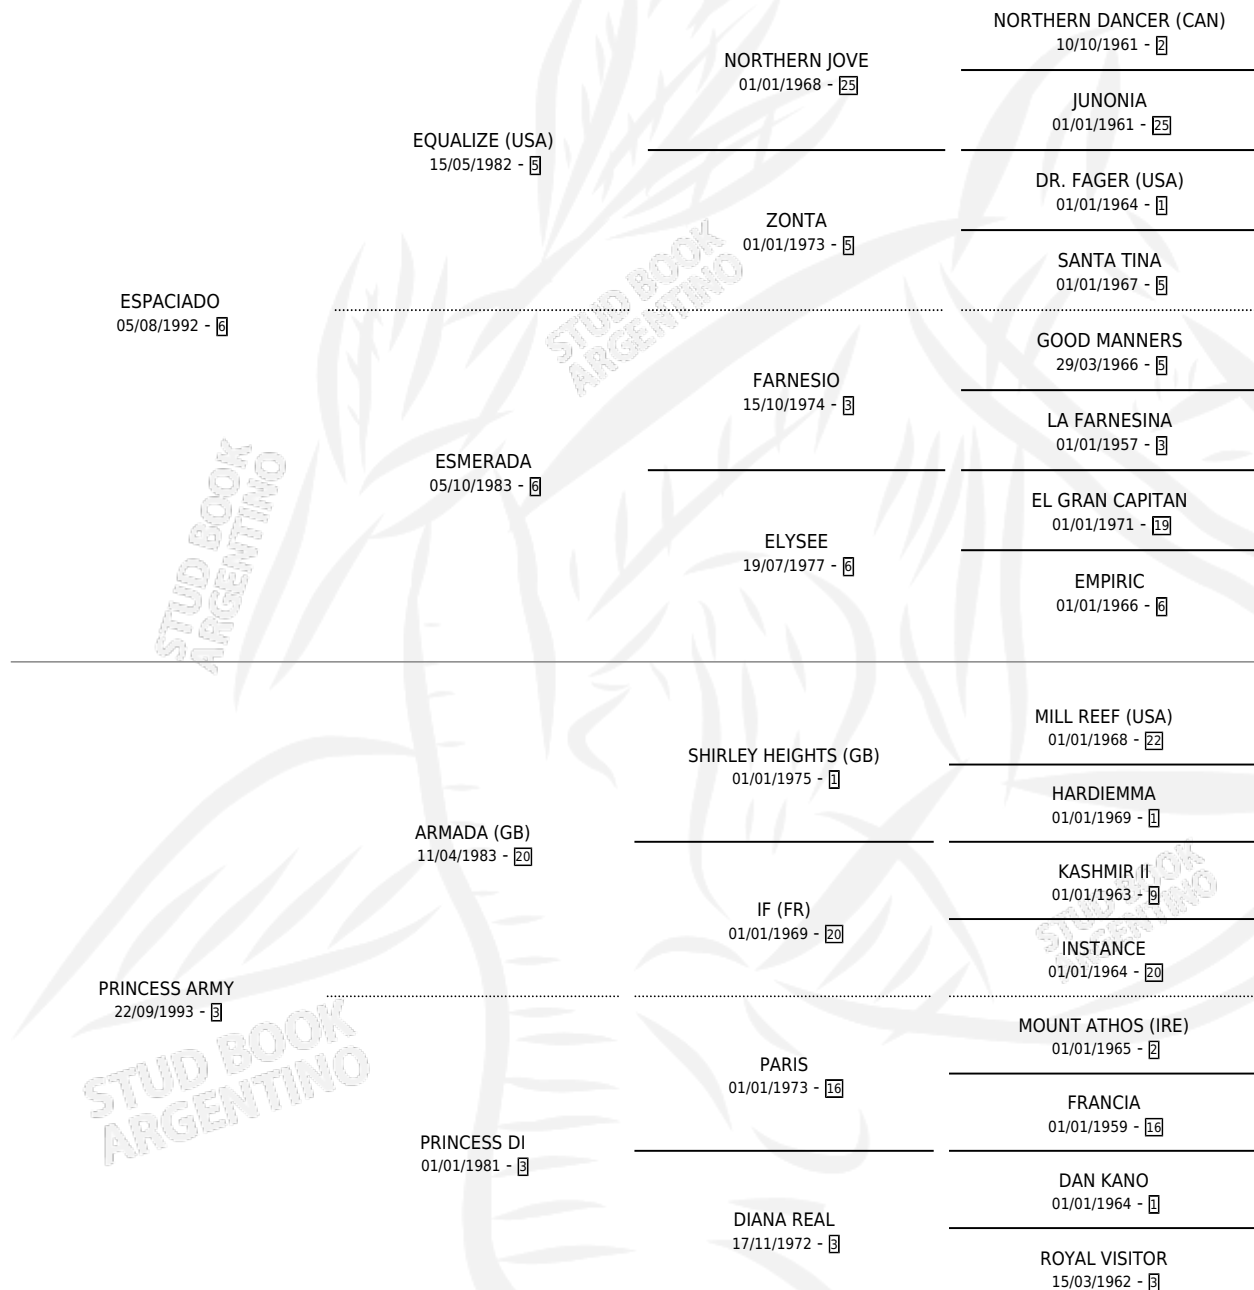 NORTHERN DANCER (CAN)
10/10/1961 - 2
NORTHERN JOVE
01/01/1968 - 25
JUNONIA
01/01/1961 - 25
EQUALIZE (USA)
15/05/1982 - 5
DR. FAGER (USA)
01/01/1964 - 1
ZONTA
01/01/1973 - 5
SANTA TINA
01/01/1967 - 5
ESPACIADO
05/08/1992 - 6
STUD BOOK
ARGENTINO
GOOD MANNERS
29/03/1966 - 5
FARNESIO
15/10/1974 - 3
LA FARNESINA
01/01/1957 - 3
ESMERADA
05/10/1983 - 6
EL GRAN CAPITAN
01/01/1971 - 19
ELYSEE
19/07/1977 - 6
EMPIRIC
01/01/1966 - 6
STUD BOOK
ARGENTINO
MILL REEF (USA)
01/01/1968 - 22
SHIRLEY HEIGHTS (GB)
01/01/1975 - 1
HARDIEMMA
01/01/1969 - 1
ARMADA (GB)
11/04/1983 - 20
KASHMIR II
01/01/1963 - 9
IF (FR)
01/01/1969 - 20
INSTANCE
01/01/1964 - 20
STUD BOOK
ARGENTINO
PRINCESS ARMY
22/09/1993 - 3
MOUNT ATHOS (IRE)
01/01/1965 - 2
PARIS
01/01/1973 - 16
FRANCIA
01/01/1959 - 16
STUD BOOK
ARGENTINO
PRINCESS DI
01/01/1981 - 3
DAN KANO
01/01/1964 - 1
DIANA REAL
17/11/1972 - 3
ROYAL VISITOR
15/03/1962 - 3